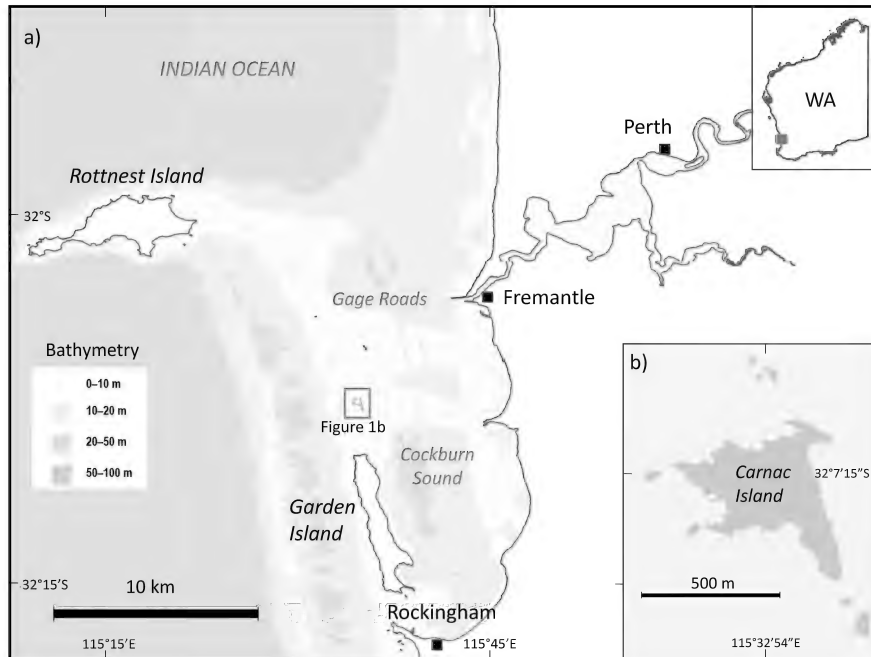 a)
INDIAN OCEAN
WA
Perth
Rottnest Island
32°S
Gage Roads
Fremantle
Bathymetry
0–10 m
10–20 m
20–50 m
50–100 m
Figure 1b
Cockburn
Sound
Garden
Island
32°15′S
10 km
Rockingham
115°15′E
115°45′E
b)
Carnac
Island
32°7′15″S
500 m
115°32′54″E